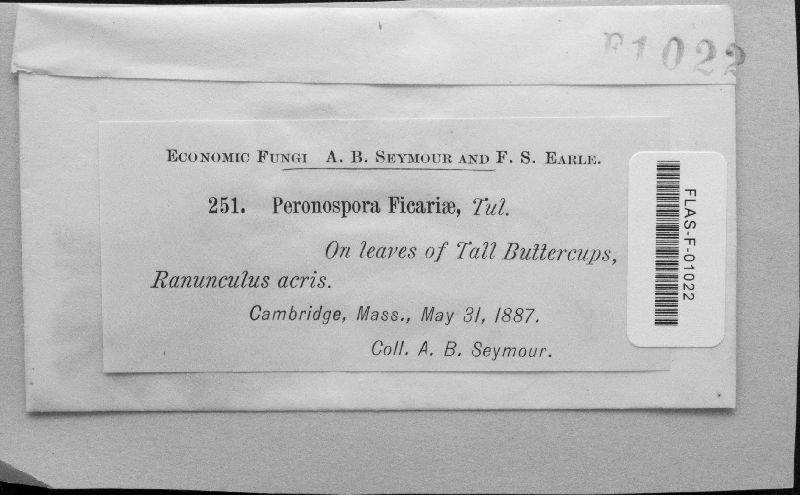 F1022
ECONOMIC FUNGI A. B. SEYMOUR AND F. S. EARLE.
251. Peronospora Ficariæ, Tul.
On leaves of Tall Buttercups,
Ranunculus acris.
Cambridge, Mass., May 31, 1887.
Coll. A. B. Seymour.
FLAS-F-01022